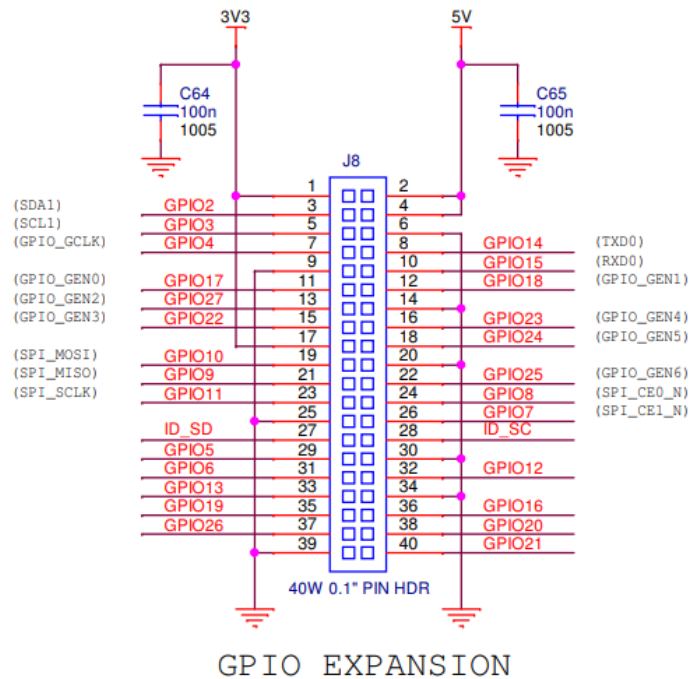 3V3 5V
C64 C65
100n 100n
1005 1005
J8
1 2
(SDA1) GPIO2 3 4
(SCL1) GPIO3 5 6
(GPIO_GCLK) GPIO4 7 8 GPIO14 (TXD0)
9 10 GPIO15 (RXD0)
(GPIO_GEN0) GPIO17 11 12 GPIO18 (GPIO_GEN1)
(GPIO_GEN2) GPIO27 13 14
(GPIO_GEN3) GPIO22 15 16 GPIO23 (GPIO_GEN4)
17 18 GPIO24 (GPIO_GEN5)
(SPI_MOSI) GPIO10 19 20
(SPI_MISO) GPIO9 21 22 GPIO25 (GPIO_GEN6)
(SPI_SCLK) GPIO11 23 24 GPIO8 (SPI_CE0_N)
25 26 GPIO7 (SPI_CE1_N)
ID_SD 27 28 ID_SC
GPIO5 29 30
GPIO6 31 32 GPIO12
GPIO13 33 34
GPIO19 35 36 GPIO16
GPIO26 37 38 GPIO20
39 40 GPIO21
40W 0.1" PIN HDR
GPIO EXPANSION